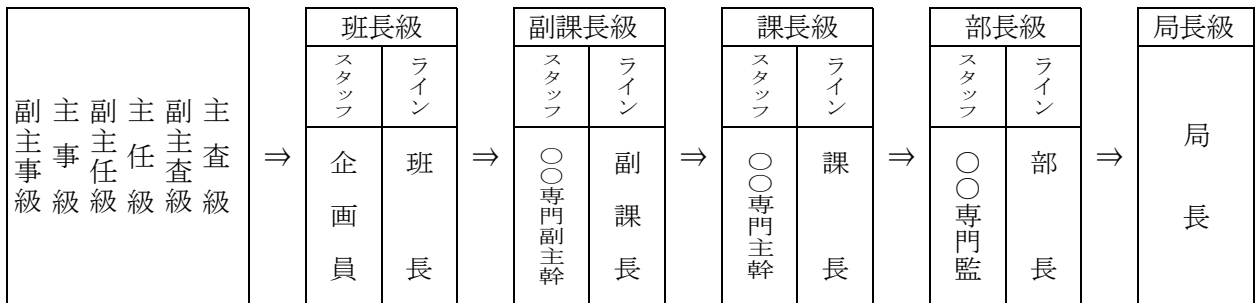 副主事級
主事級
副主任級
主任級
副主査級
主査級
⇒
班長級
スタッフ
ライン
企画員
班長
⇒
副課長級
スタッフ
ライン
○○専門副主幹
副課長
⇒
課長級
スタッフ
ライン
○○専門主幹
課長
⇒
部長級
スタッフ
ライン
○○専門監
部長
⇒
局長級
局長